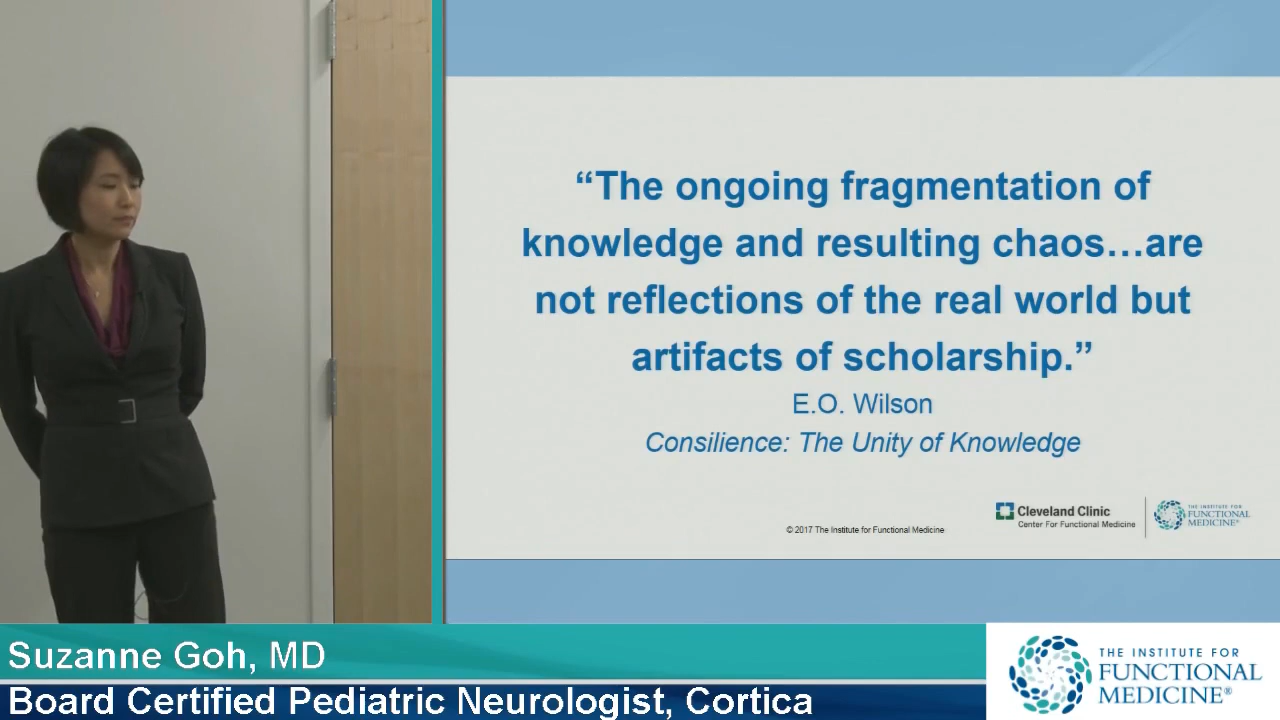 “The ongoing fragmentation of
knowledge and resulting chaos…are
not reflections of the real world but
artifacts of scholarship.”
E.O. Wilson
Consilience: The Unity of Knowledge
© 2017 The Institute for Functional Medicine
Cleveland Clinic
Center For Functional Medicine
THE INSTITUTE FOR
FUNCTIONAL
MEDICINE®
Suzanne Goh, MD
Board Certified Pediatric Neurologist, Cortica
THE INSTITUTE FOR
FUNCTIONAL
MEDICINE®